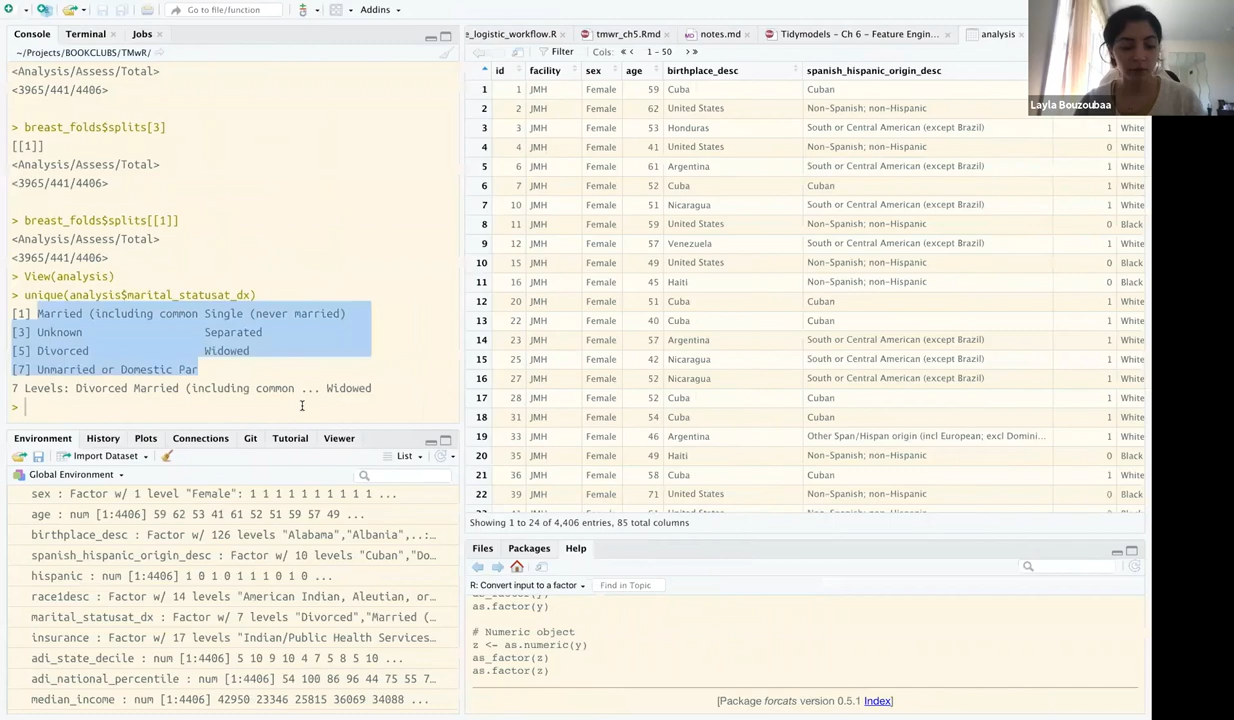 Go to file/function
Addins
Console
Terminal
Jobs
~/Projects/BOOKCLUBS/TMwR/
<Analysis/Assess/Total>
<3965/441/4406>
> breast_folds$splits[3]
[[1]]
<Analysis/Assess/Total>
<3965/441/4406>
> breast_folds$splits[[1]]
<Analysis/Assess/Total>
<3965/441/4406>
> View(analysis)
> unique(analysis$marital_statusat_dx)
[1] Married (including common Single (never married)
[3] Unknown Separated
[5] Divorced Widowed
[7] Unmarried or Domestic Par
7 Levels: Divorced Married (including common ... Widowed
>
Environment History Plots Connections Git Tutorial Viewer
Import Dataset
List
Global Environment
sex : Factor w/ 1 level "Female": 1 1 1 1 1 1 1 1 1 1 ...
age : num [1:4406] 59 62 53 41 61 52 51 59 57 49 ...
birthplace_desc : Factor w/ 126 levels "Alabama","Albania",..:…
spanish_hispanic_origin_desc : Factor w/ 10 levels "Cuban","Do…
hispanic : num [1:4406] 1 0 1 0 1 1 1 0 1 0 ...
race1desc : Factor w/ 14 levels "American Indian, Aleutian, or…
marital_statusat_dx : Factor w/ 7 levels "Divorced","Married (…
insurance : Factor w/ 17 levels "Indian/Public Health Services…
adi_state_decile : num [1:4406] 5 10 9 10 4 7 5 8 5 10 ...
adi_national_percentile : num [1:4406] 54 100 86 96 44 75 55 7…
median_income : num [1:4406] 42950 23346 25815 36069 34088 ...
e_logistic_workflow.R
tmwr_ch5.Rmd
notes.md
Tidymodels - Ch 6 - Feature Engin...
analysis
Filter
Cols: 1 - 50
id facility sex age birthplace_desc spanish_hispanic_origin_desc
1 1 JMH Female 59 Cuba Cuban
2 2 JMH Female 62 United States Non-Spanish; non-Hispanic
3 3 JMH Female 53 Honduras South or Central American (except Brazil) 1 White
4 4 JMH Female 41 United States Non-Spanish; non-Hispanic 0 White
5 6 JMH Female 61 Argentina South or Central American (except Brazil) 1 White
6 7 JMH Female 52 Cuba Cuban 1 White
7 10 JMH Female 51 Nicaragua South or Central American (except Brazil) 1 White
8 11 JMH Female 59 United States Non-Spanish; non-Hispanic 0 Black
9 12 JMH Female 57 Venezuela South or Central American (except Brazil) 1 White
10 15 JMH Female 49 United States Non-Spanish; non-Hispanic 0 Black
11 16 JMH Female 45 Haiti Non-Spanish; non-Hispanic 0 Black
12 20 JMH Female 51 Cuba Cuban 1 White
13 22 JMH Female 40 Cuba Cuban 1 White
14 23 JMH Female 57 Argentina South or Central American (except Brazil) 1 White
15 25 JMH Female 42 Nicaragua South or Central American (except Brazil) 1 White
16 27 JMH Female 52 Nicaragua South or Central American (except Brazil) 1 White
17 28 JMH Female 52 Cuba Cuban 1 White
18 31 JMH Female 54 Cuba Cuban 1 White
19 33 JMH Female 46 Argentina Other Span/Hispan origin (incl European; excl Domini... 1 White
20 35 JMH Female 49 Haiti Non-Spanish; non-Hispanic 0 Black
21 36 JMH Female 58 Cuba Cuban 1 White
22 39 JMH Female 71 United States Non-Spanish; non-Hispanic 0 Black
Showing 1 to 24 of 4,406 entries, 85 total columns
Files Packages Help
R: Convert input to a factor
Find in Topic
as_factor(y)
as.factor(y)
# Numeric object
z <- as.numeric(y)
as_factor(z)
as.factor(z)
[Package forcats version 0.5.1 Index]
Layla Bouzoubaa